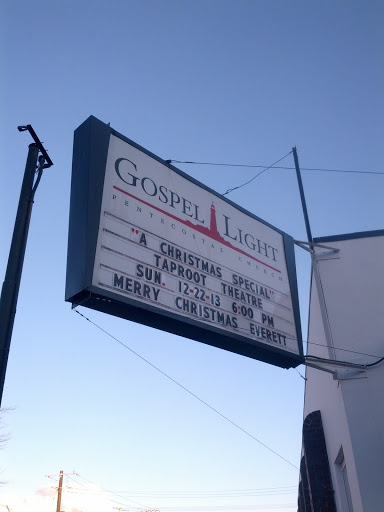 GOSPEL LIGHT
PENTECOSTAL CHURCH
"A CHRISTMAS SPECIAL"
TAPROOT THEATRE
SUN. 12-22-13 6:00 PM
MERRY CHRISTMAS EVERETT